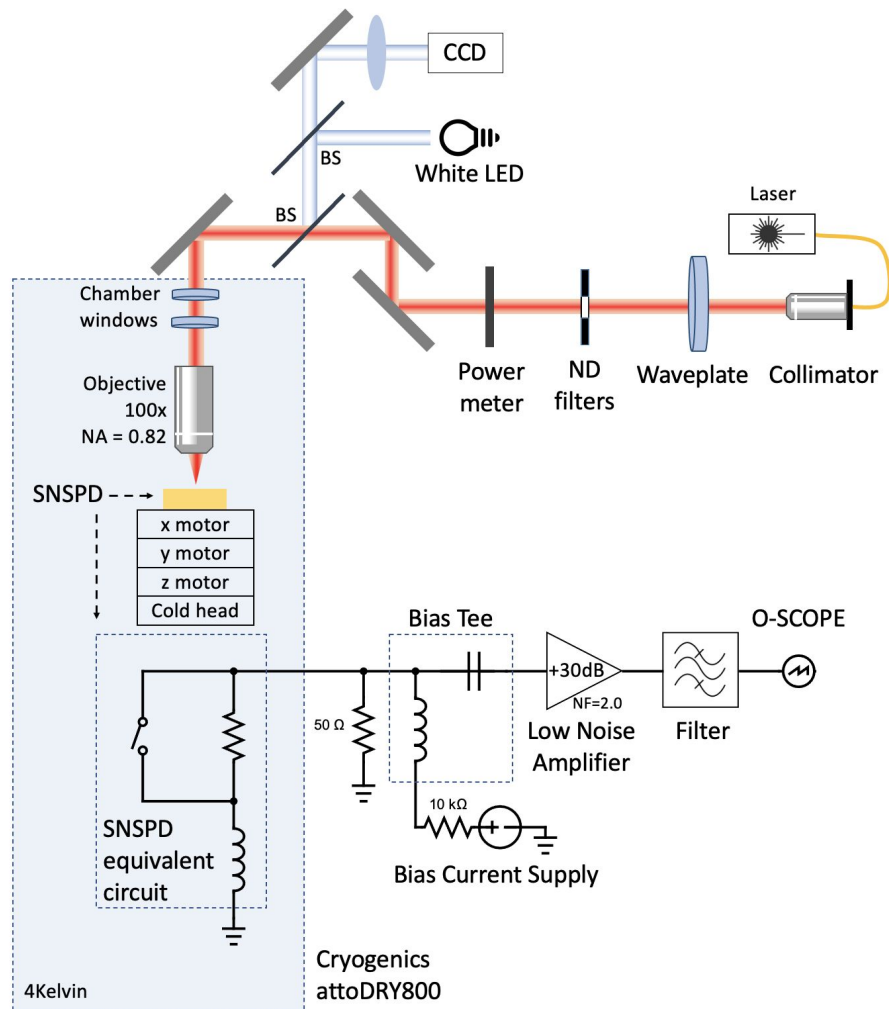 CCD
BS
White LED
BS
Laser
Chamber
windows
Power
meter
ND
filters
Waveplate
Collimator
Objective
100x
NA = 0.82
SNSPD
x motor
y motor
z motor
Cold head
Bias Tee
O-SCOPE
+30dB
NF=2.0
50 Ω
Low Noise
Amplifier
Filter
10 kΩ
+ −
SNSPD
equivalent
circuit
Bias Current Supply
4Kelvin
Cryogenics
attoDRY800